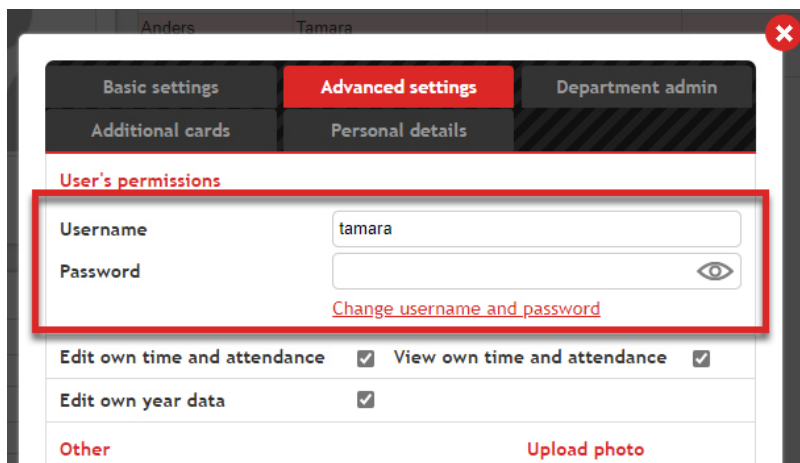 Anders Tamara
Basic settings Advanced settings Department admin
Additional cards Personal details
User's permissions
Username tamara
Password
Change username and password
Edit own time and attendance View own time and attendance
Edit own year data
Other Upload photo